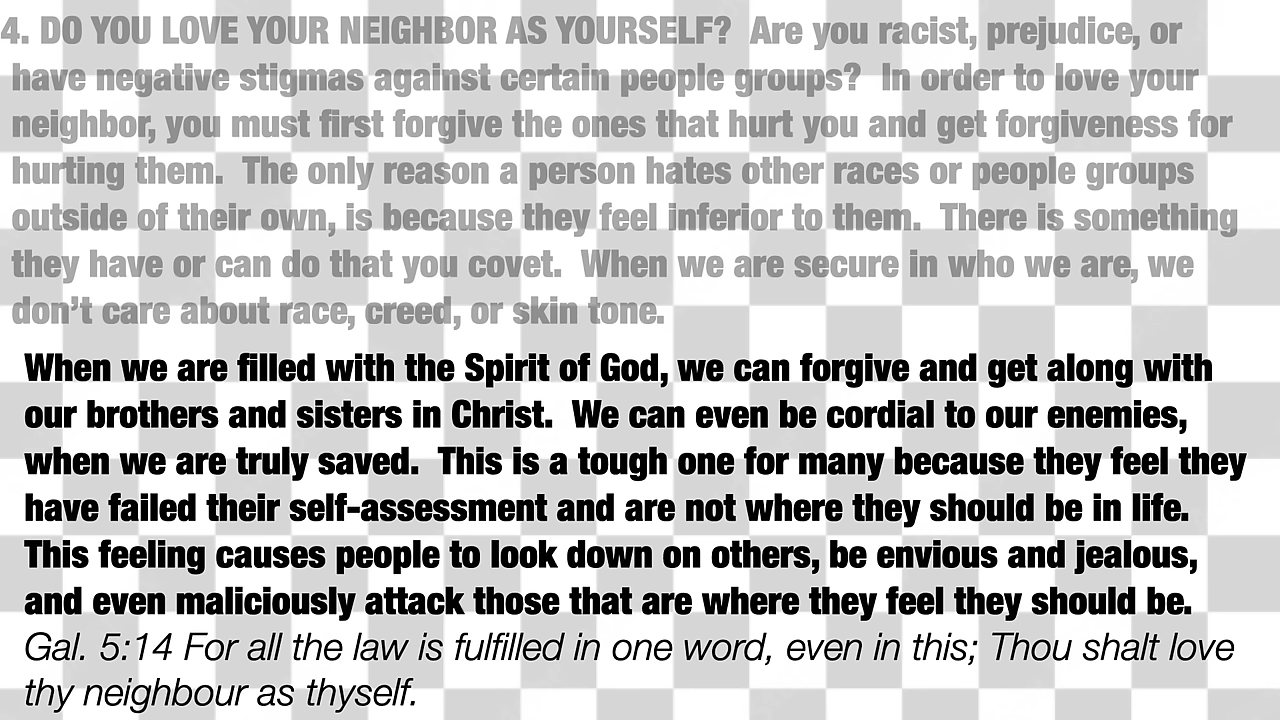 4. DO YOU LOVE YOUR NEIGHBOR AS YOURSELF?  Are you racist, prejudice, or
have negative stigmas against certain people groups?  In order to love your
neighbor, you must first forgive the ones that hurt you and get forgiveness for
hurting them.  The only reason a person hates other races or people groups
outside of their own, is because they feel inferior to them.  There is something
they have or can do that you covet.  When we are secure in who we are, we
don’t care about race, creed, or skin tone.
When we are filled with the Spirit of God, we can forgive and get along with
our brothers and sisters in Christ.  We can even be cordial to our enemies,
when we are truly saved.  This is a tough one for many because they feel they
have failed their self-assessment and are not where they should be in life.
This feeling causes people to look down on others, be envious and jealous,
and even maliciously attack those that are where they feel they should be.
Gal. 5:14 For all the law is fulfilled in one word, even in this; Thou shalt love
thy neighbour as thyself.